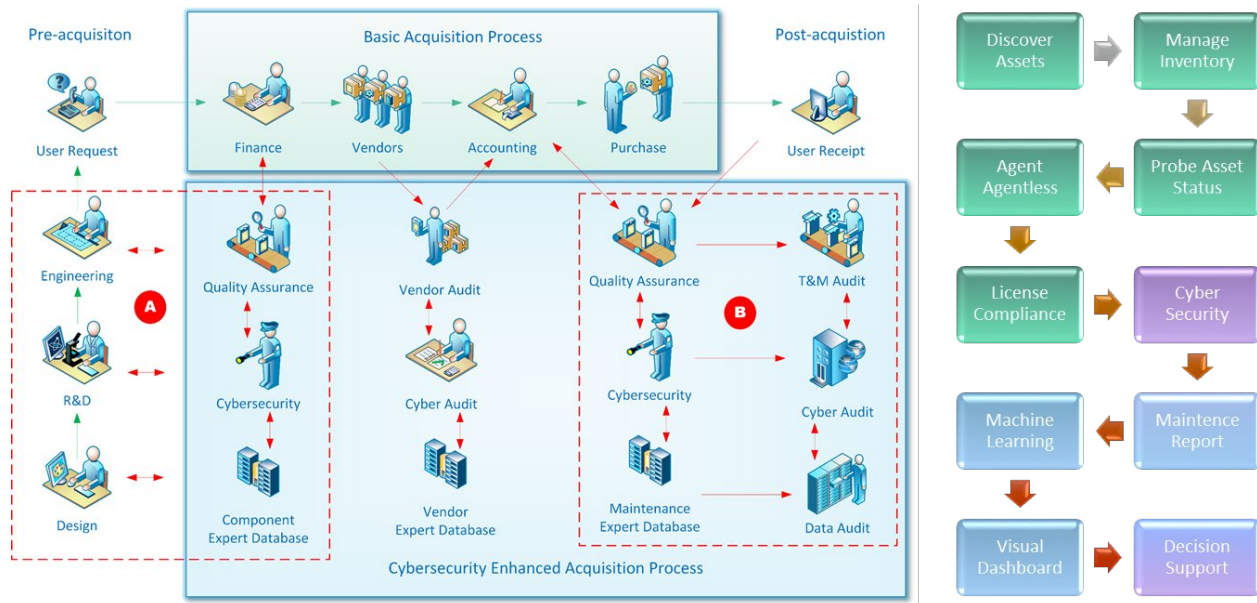 Pre-acquisiton
Basic Acquisition Process
Post-acquistion
User Request
Finance
Vendors
Accounting
Purchase
User Receipt
Engineering
R&D
Design
A
Quality Assurance
Cybersecurity
Component
Expert Database
Vendor Audit
Cyber Audit
Vendor
Expert Database
B
Quality Assurance
T&M Audit
Cybersecurity
Cyber Audit
Maintenance
Expert Database
Data Audit
Cybersecurity Enhanced Acquisition Process
Discover
Assets
Manage
Inventory
Probe Asset
Status
Agent
Agentless
License
Compliance
Cyber
Security
Maintence
Report
Machine
Learning
Visual
Dashboard
Decision
Support